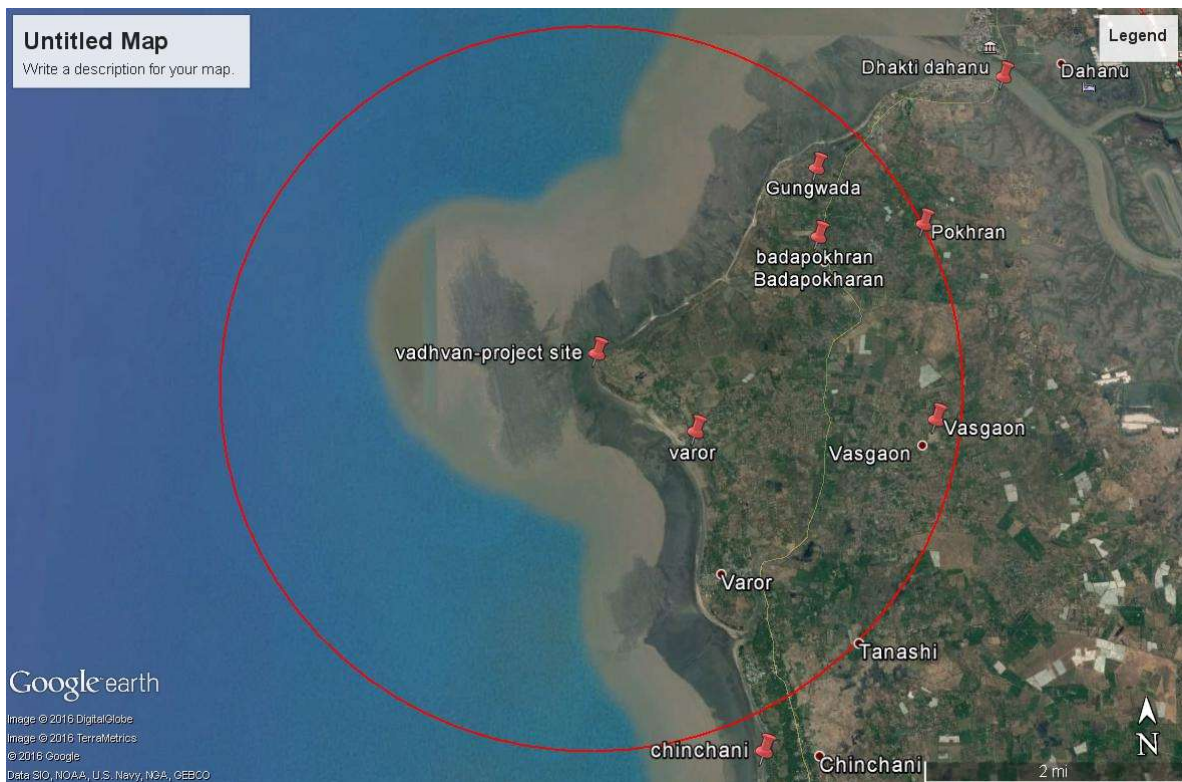 Untitled Map
Write a description for your map.
Legend
Dhakti dahanu
Dahanu
Gungwada
Pokhran
badapokhran
Badapokharan
vadhvan-project site
Vasgaon
varor
Vasgaon
Varor
Tanashi
chinchani
Chinchani
Google earth
Image © 2016 DigitalGlobe
Image © 2016 TerraMetrics
© 2016 Google
Data SIO, NOAA, U.S. Navy, NGA, GEBCO
N
2 mi